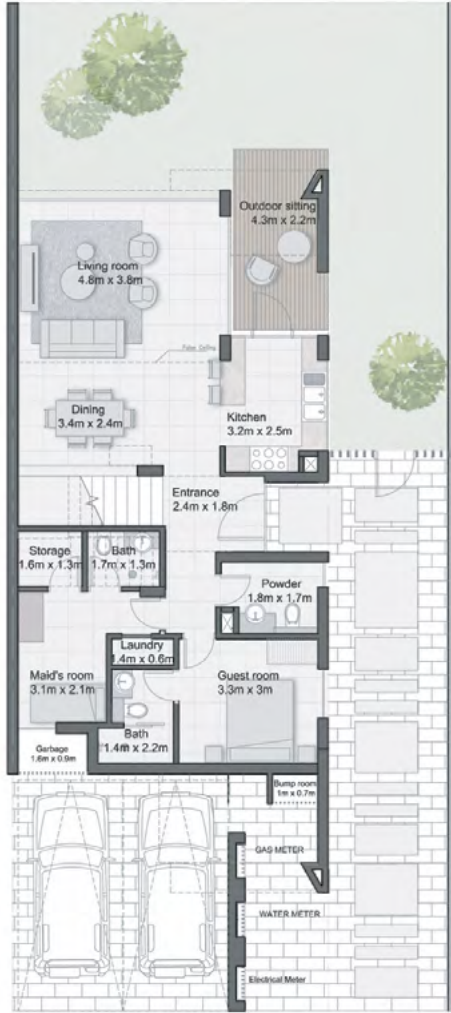 Outdoor sitting
4.3m x 2.2m
Living room
4.8m x 3.8m
False Ceiling
Dining
3.4m x 2.4m
Kitchen
3.2m x 2.5m
Entrance
2.4m x 1.8m
Storage
1.6m x 1.3m
Bath
1.7m x 1.3m
Powder
1.8m x 1.7m
Laundry
1.4m x 0.6m
Maid's room
3.1m x 2.1m
Guest room
3.3m x 3m
Bath
1.4m x 2.2m
Garbage
1.6m x 0.9m
Bump room
1m x 0.7m
GAS METER
WATER METER
Electrical Meter